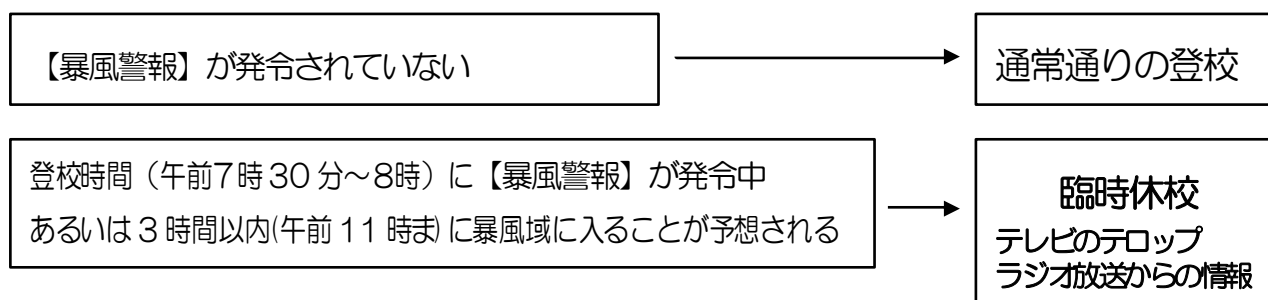 【暴風警報】が発令されていない
通常通りの登校
登校時間（午前7時30分～8時）に【暴風警報】が発令中
あるいは3時間以内(午前11時ま)に暴風域に入ることが予想される
臨時休校
テレビのテロップ
ラジオ放送からの情報